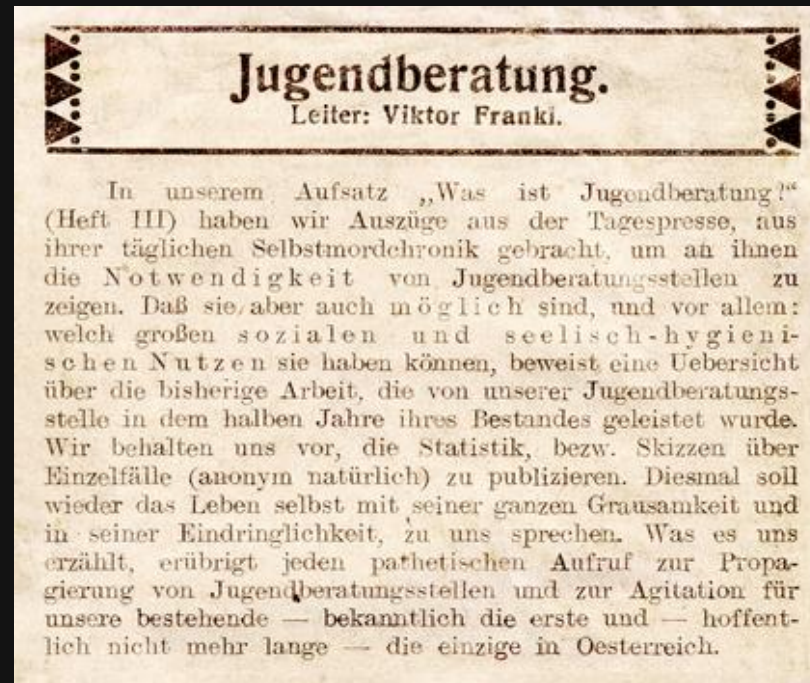 Jugendberatung.
Leiter: Viktor Frankl.
In unserem Aufsatz „Was ist Jugendberatung?“
(Heft III) haben wir Auszüge aus der Tagespresse, aus
ihrer täglichen Selbstmordchronik gebracht, um an ihnen
die Notwendigkeit von Jugendberatungsstellen zu
zeigen. Daß sie aber auch möglich sind, und vor allem:
welch großen sozialen und seelisch-hygieni-
schen Nutzen sie haben können, beweist eine Uebersicht
über die bisherige Arbeit, die von unserer Jugendberatungs-
stelle in dem halben Jahre ihres Bestandes geleistet wurde.
Wir behalten uns vor, die Statistik, bezw. Skizzen über
Einzelfälle (anonym natürlich) zu publizieren. Diesmal soll
wieder das Leben selbst mit seiner ganzen Grausamkeit und
in seiner Eindringlichkeit, zu uns sprechen. Was es uns
erzählt, erübrigt jeden pathetischen Aufruf zur Propa-
gierung von Jugendberatungsstellen und zur Agitation für
unsere bestehende — bekanntlich die erste und — hoffent-
lich nicht mehr lange — die einzige in Oesterreich.